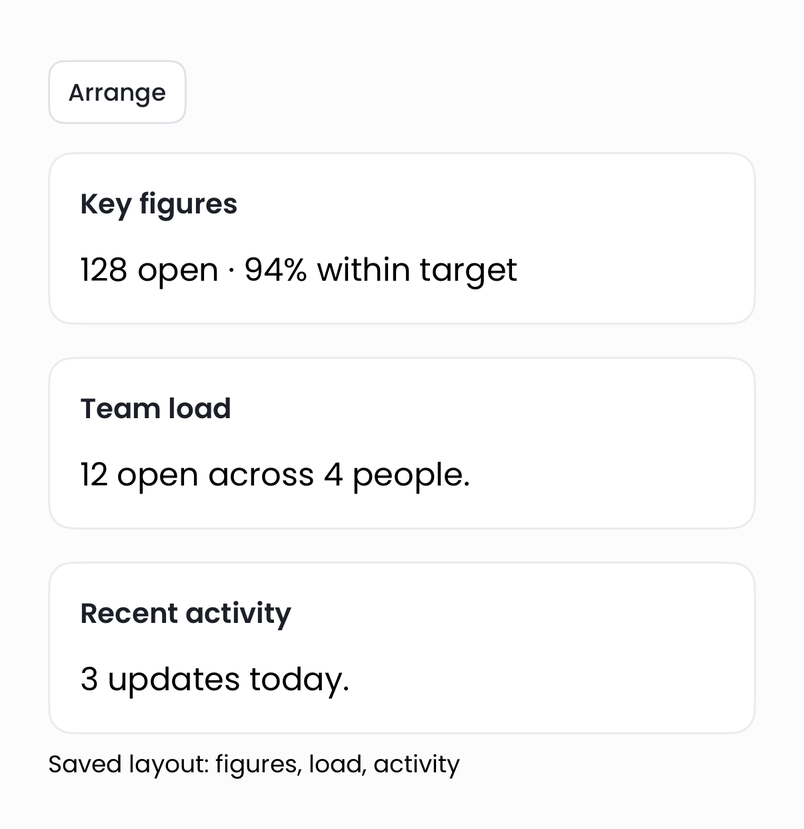 Arrange
Key figures
128 open · 94% within target
Team load
12 open across 4 people.
Recent activity
3 updates today.
Saved layout: figures, load, activity